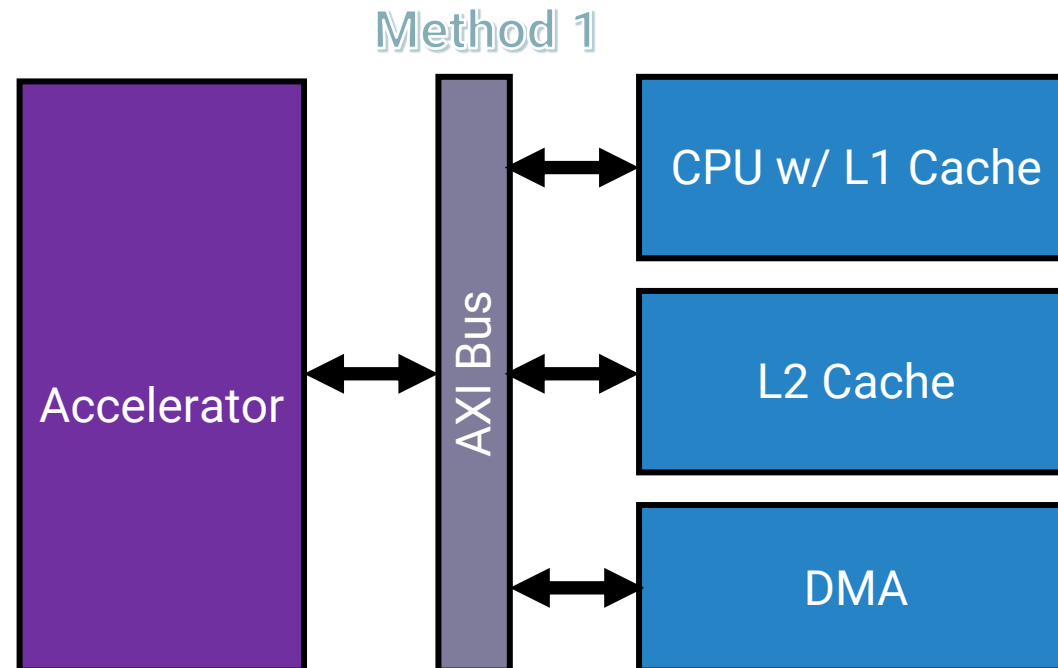 Method 1
Accelerator
AXI Bus
CPU w/ L1 Cache
L2 Cache
DMA